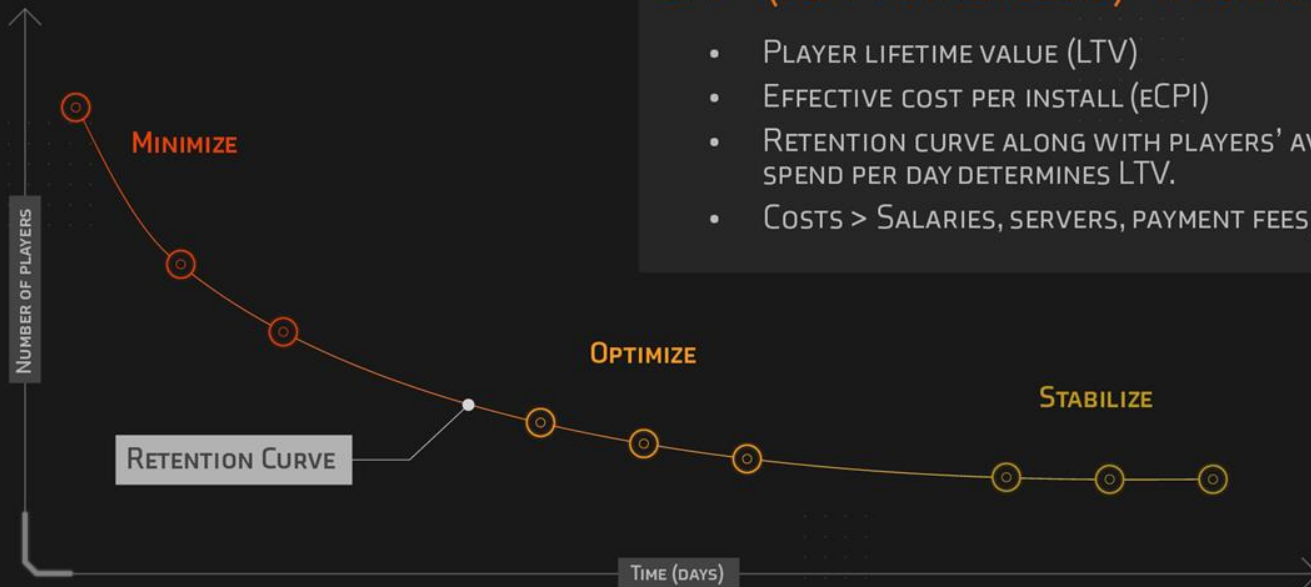 Player lifetime value (LTV)
Effective cost per install (eCPI)
Retention curve along with players'
spend per day determines LTV.
Costs > Salaries, servers, payment fees
Minimize
Number of players
Optimize
Stabilize
Retention Curve
Time (days)